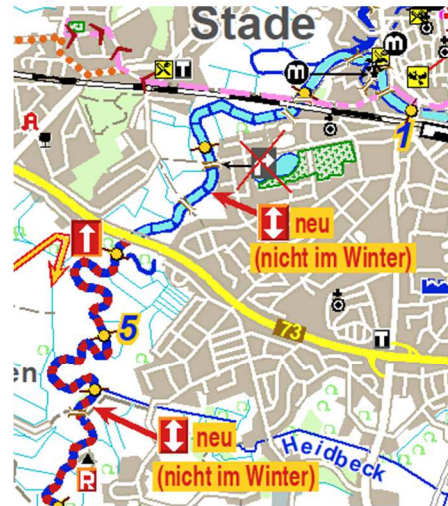 Stade
T
m
m
1
neu
(nicht im Winter)
5
73
T
en
neu
(nicht im Winter)
Heidbeck
R